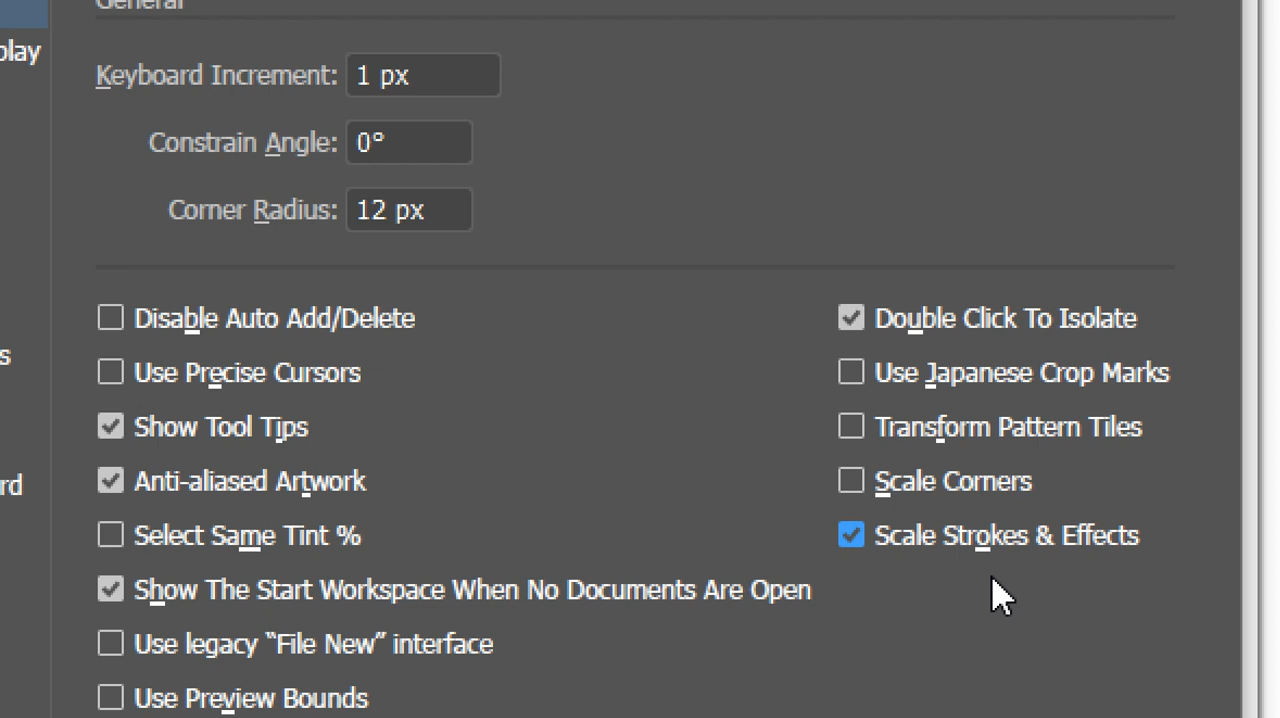 General
play
Keyboard Increment: 1 px
Constrain Angle: 0°
Corner Radius: 12 px
Disable Auto Add/Delete
Use Precise Cursors
Show Tool Tips
Anti-aliased Artwork
Select Same Tint %
Show The Start Workspace When No Documents Are Open
Use legacy “File New” interface
Use Preview Bounds
Double Click To Isolate
Use Japanese Crop Marks
Transform Pattern Tiles
Scale Corners
Scale Strokes & Effects
s
rd